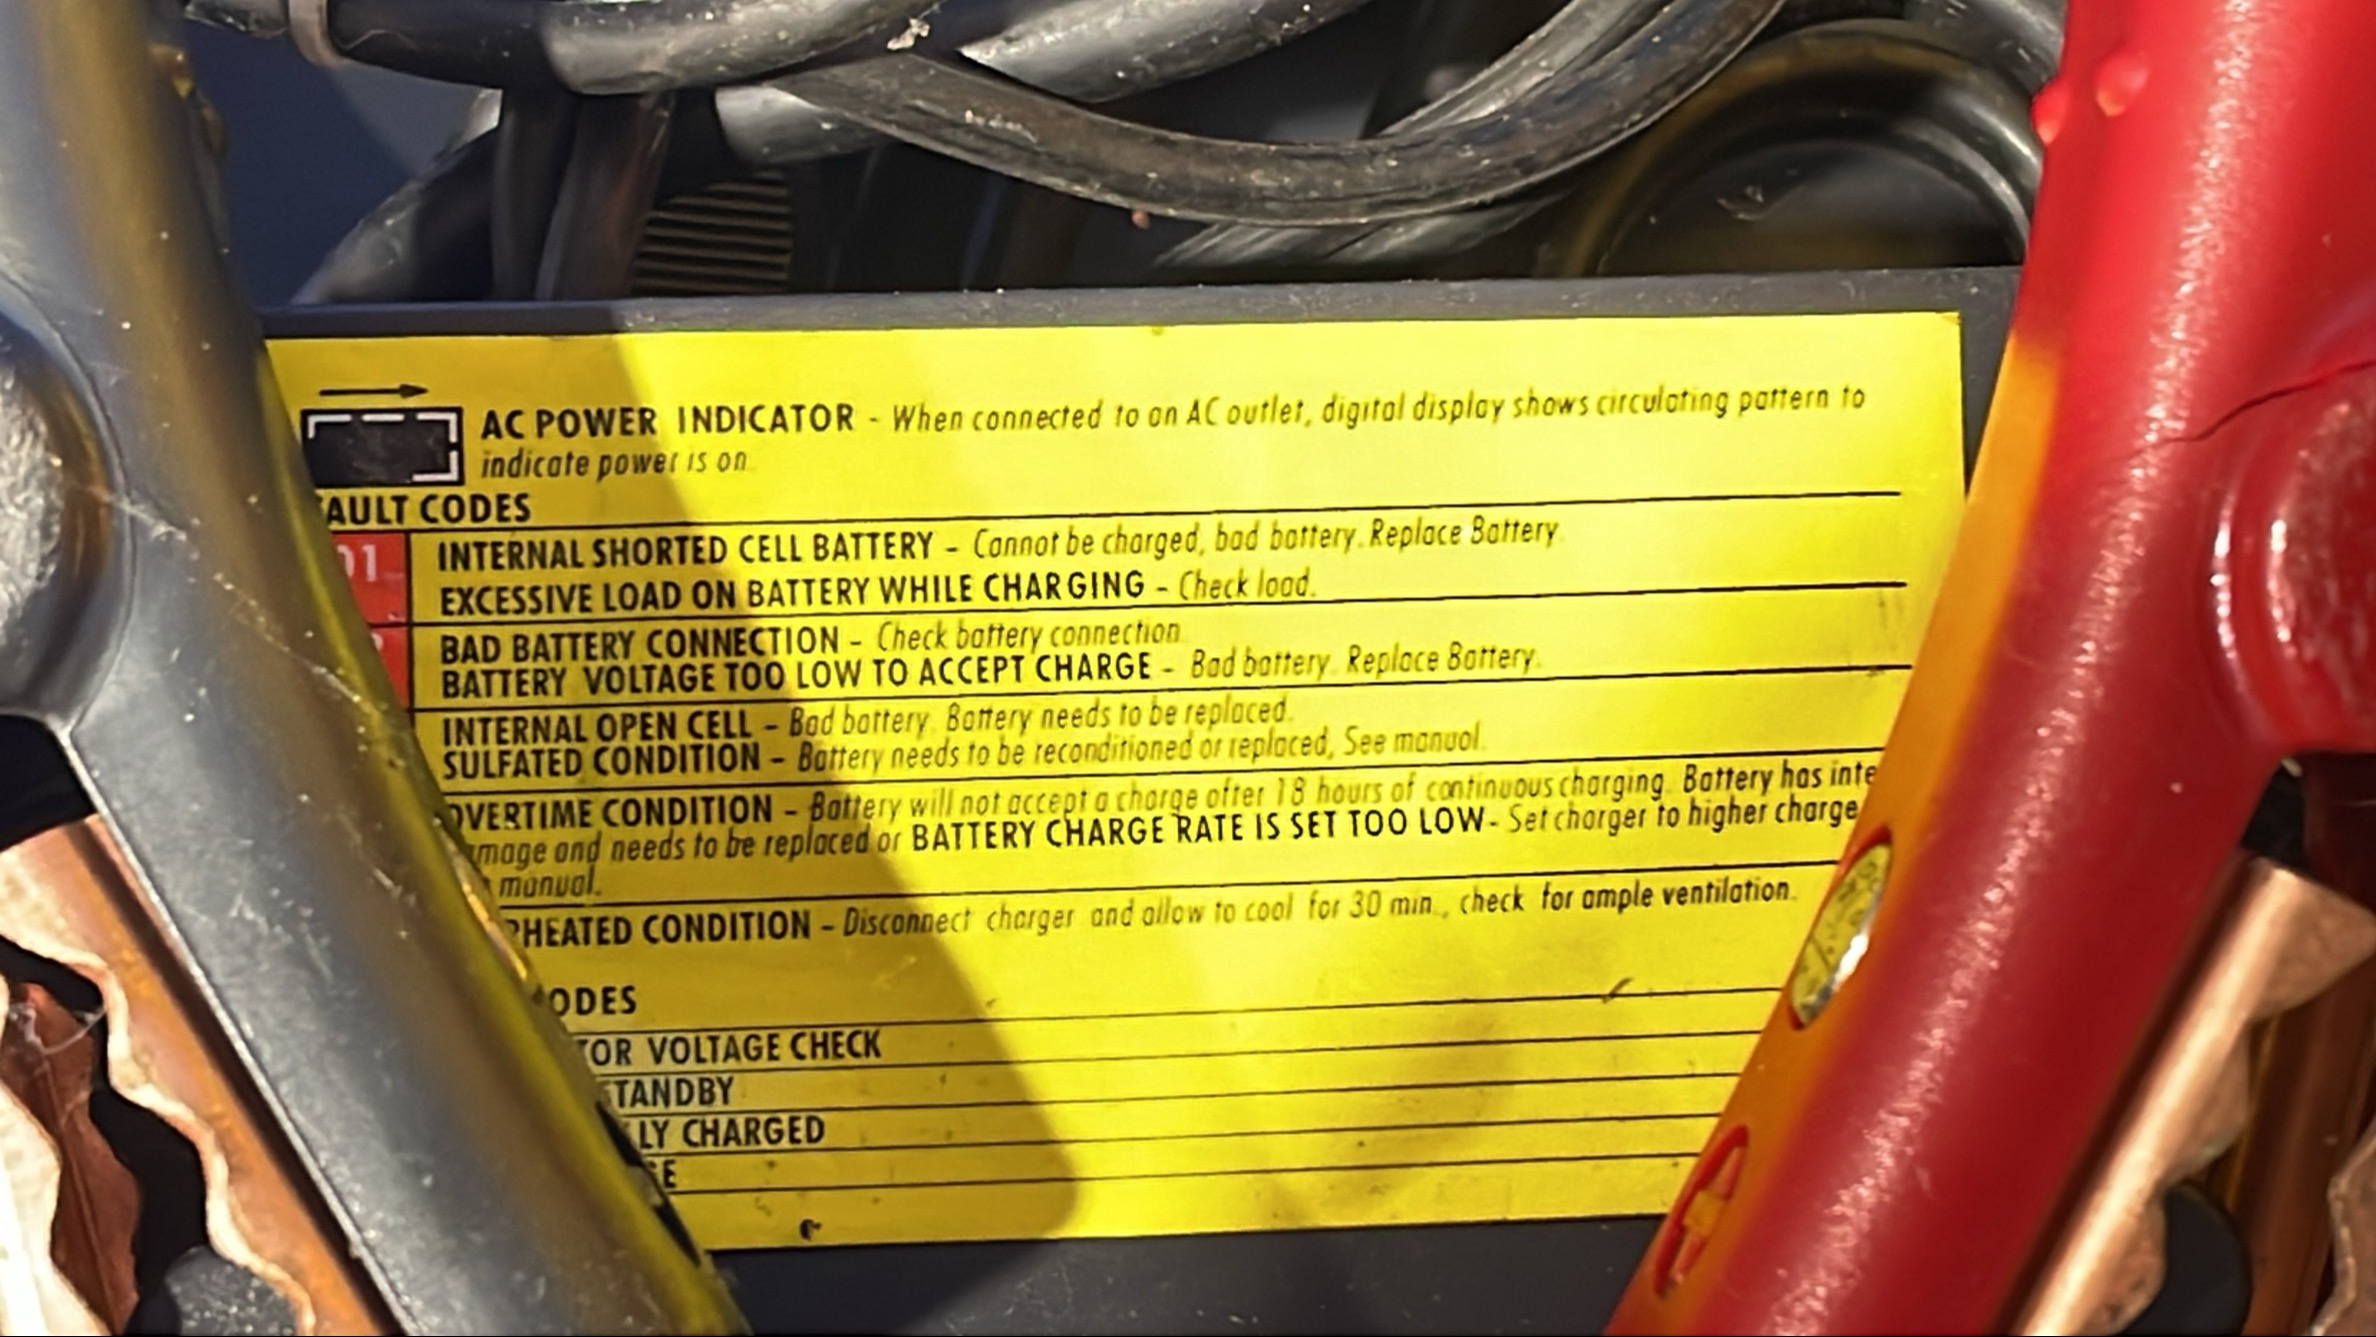 AC POWER INDICATOR - When connected to an AC outlet, digital display shows circulating pattern to
indicate power is on
AULT CODES
01
INTERNAL SHORTED CELL BATTERY - Cannot be charged, bad battery. Replace Battery
EXCESSIVE LOAD ON BATTERY WHILE CHARGING - Check load.
BAD BATTERY CONNECTION - Check battery connection
BATTERY VOLTAGE TOO LOW TO ACCEPT CHARGE - Bad battery. Replace Battery.
INTERNAL OPEN CELL - Bad battery. Battery needs to be replaced.
SULFATED CONDITION - Battery needs to be reconditioned or replaced, See manual.
OVERTIME CONDITION - Battery will not accept a charge after 18 hours of continuous charging. Battery has inte
mage and needs to be replaced or BATTERY CHARGE RATE IS SET TOO LOW- Set charger to higher charge
manual.
HEATED CONDITION - Disconnect charger and allow to cool for 30 min., check for ample ventilation.
ODES
TOR VOLTAGE CHECK
STANDBY
LLY CHARGED
GE